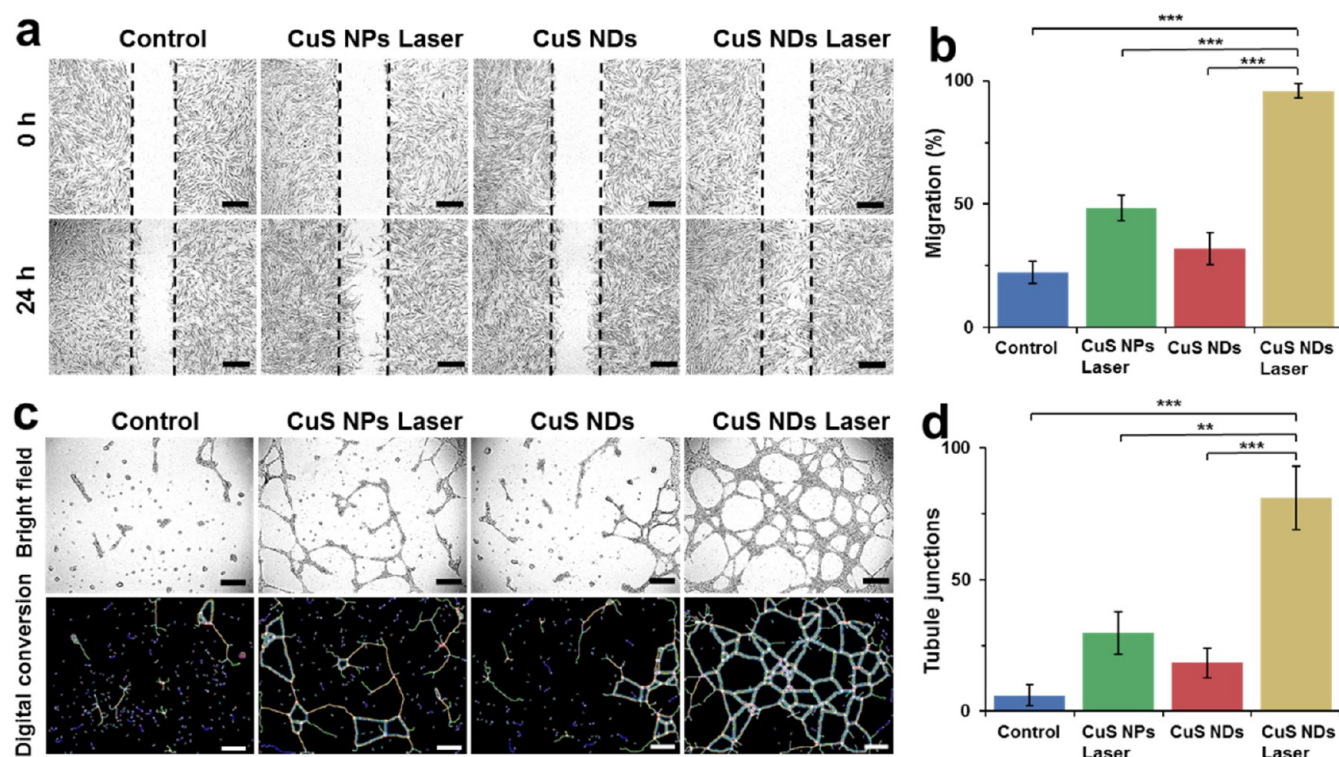 a
Control
CuS NPs Laser
CuS NDs
CuS NDs Laser
0 h
24 h
b
***
***
***
100
50
0
Migration (%)
Control
CuS NPs
Laser
CuS NDs
CuS NDs
Laser
c
Control
CuS NPs Laser
CuS NDs
CuS NDs Laser
Bright field
Digital conversion
d
***
**
***
100
50
0
Tubule junctions
Control
CuS NPs
Laser
CuS NDs
CuS NDs
Laser